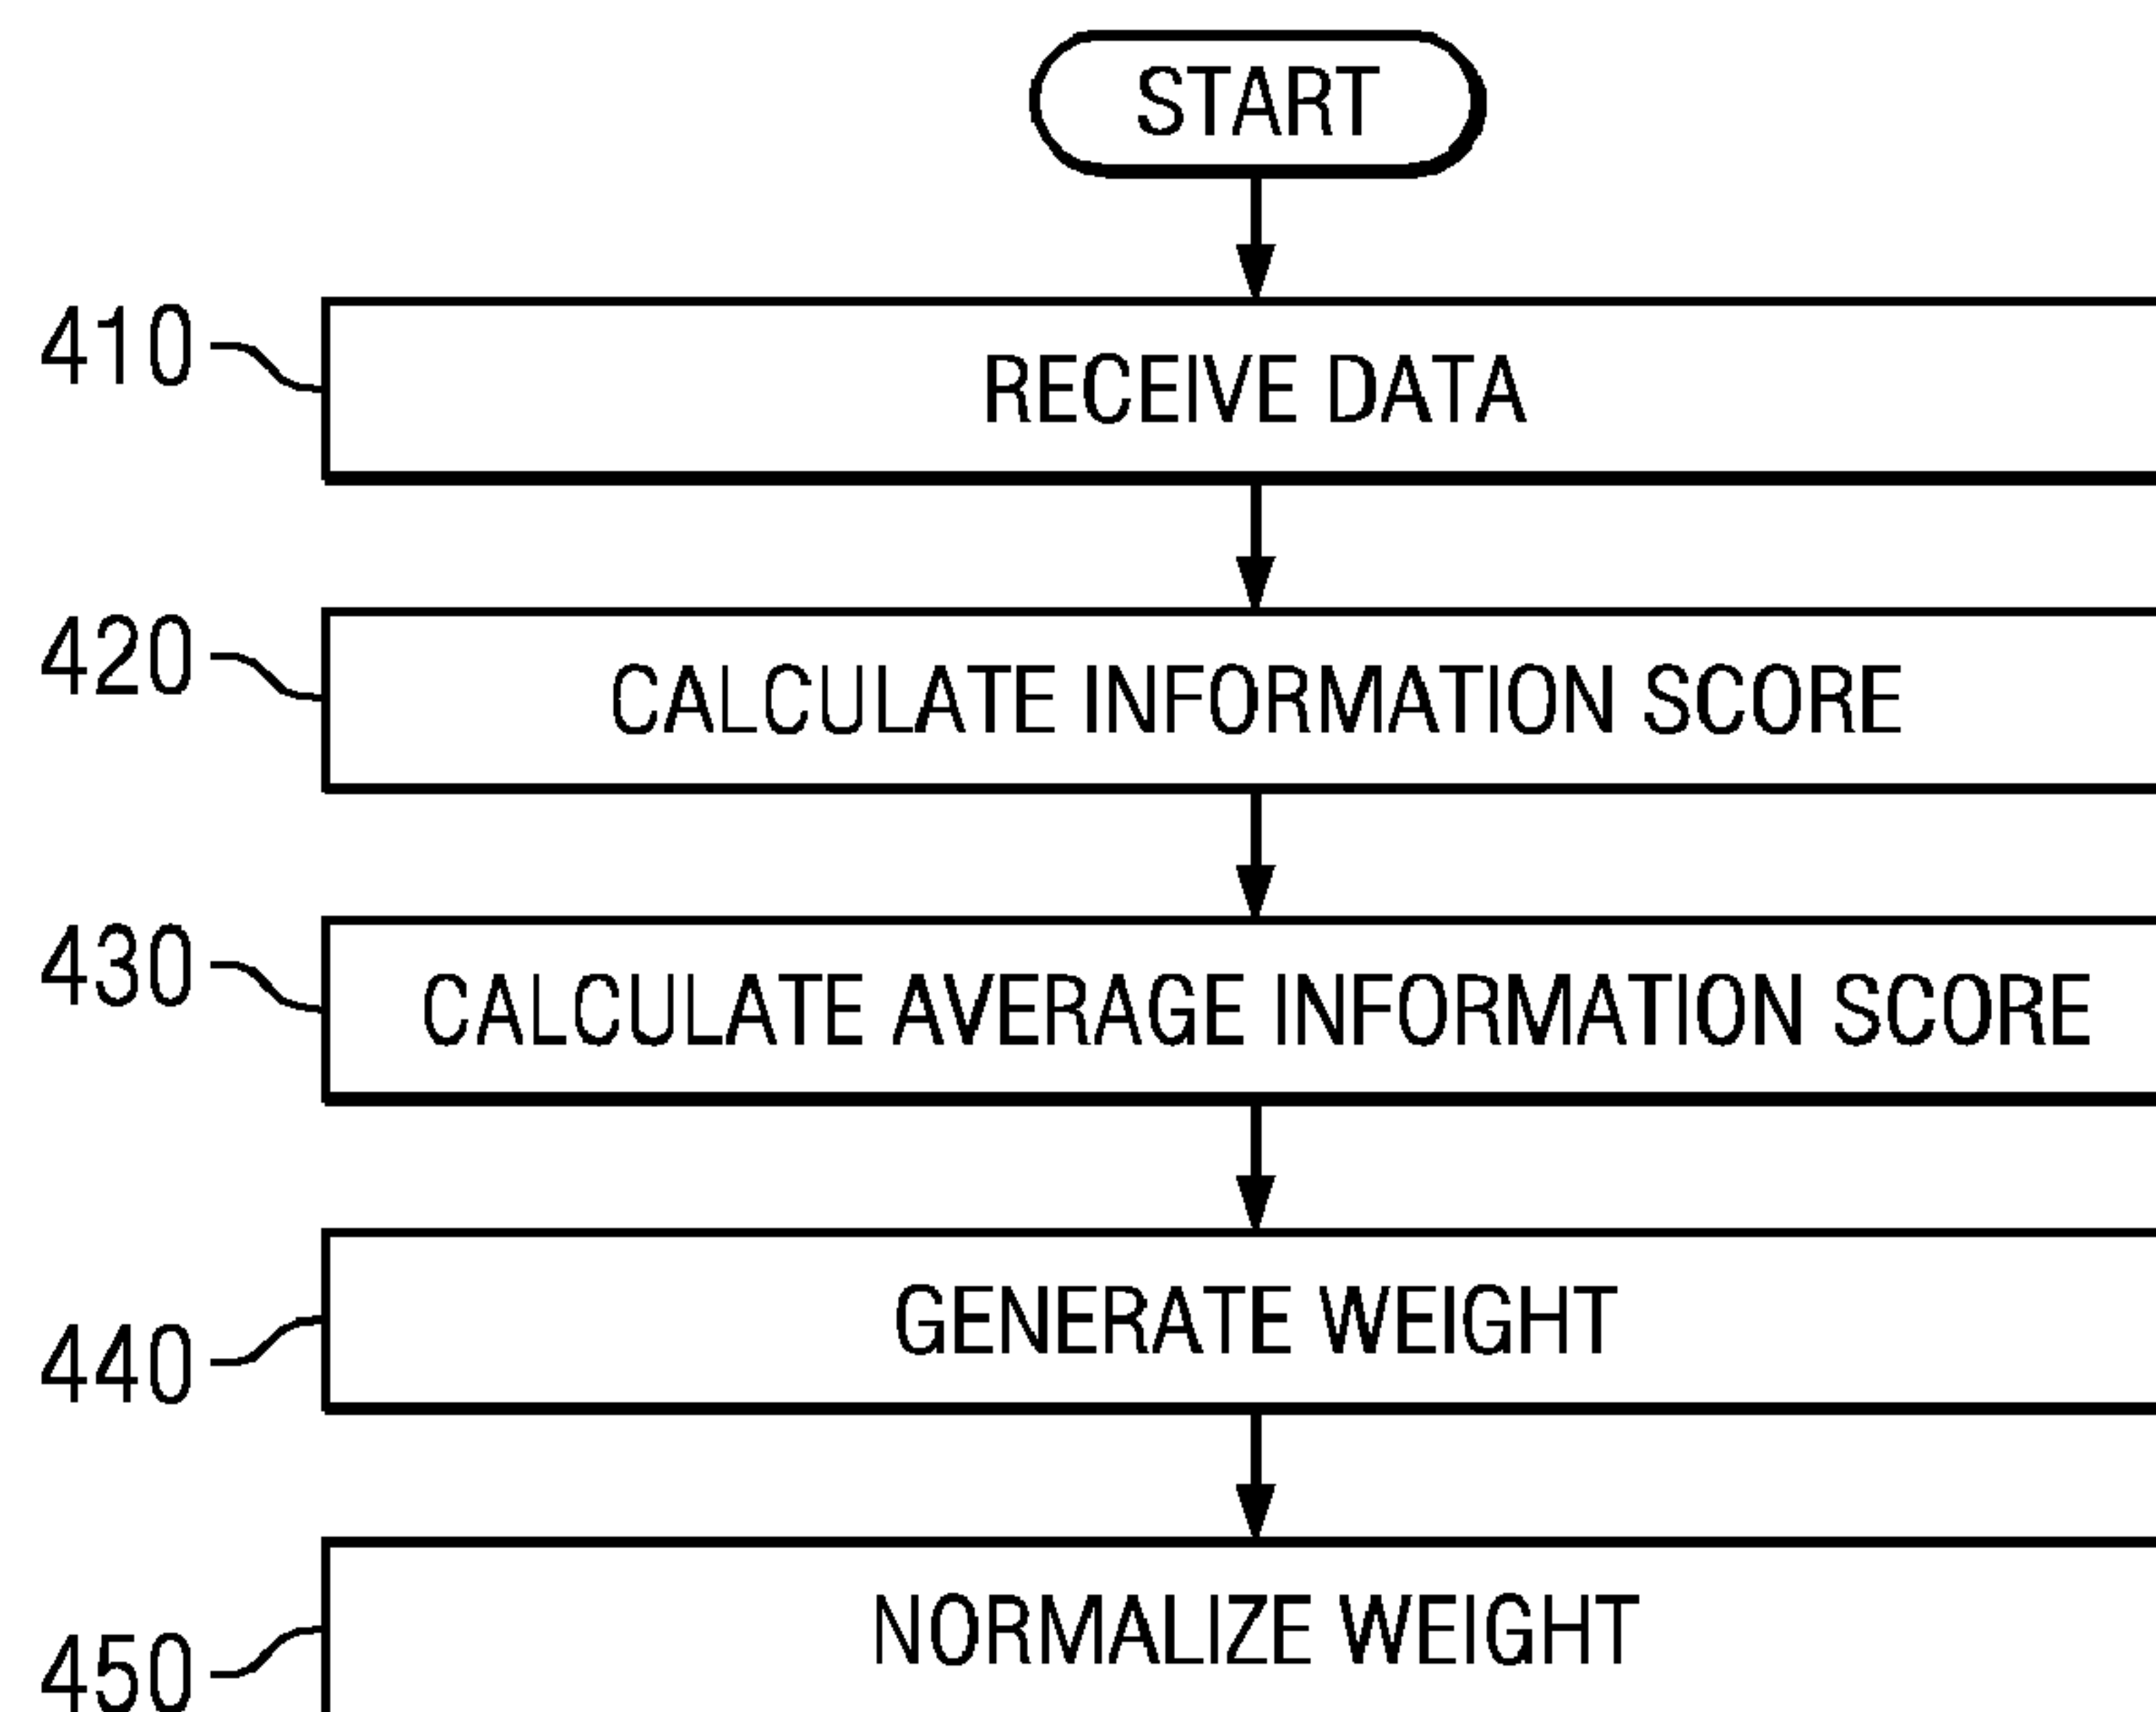 START
410
RECEIVE DATA
420
CALCULATE INFORMATION SCORE
430
CALCULATE AVERAGE INFORMATION SCORE
440
GENERATE WEIGHT
450
NORMALIZE WEIGHT